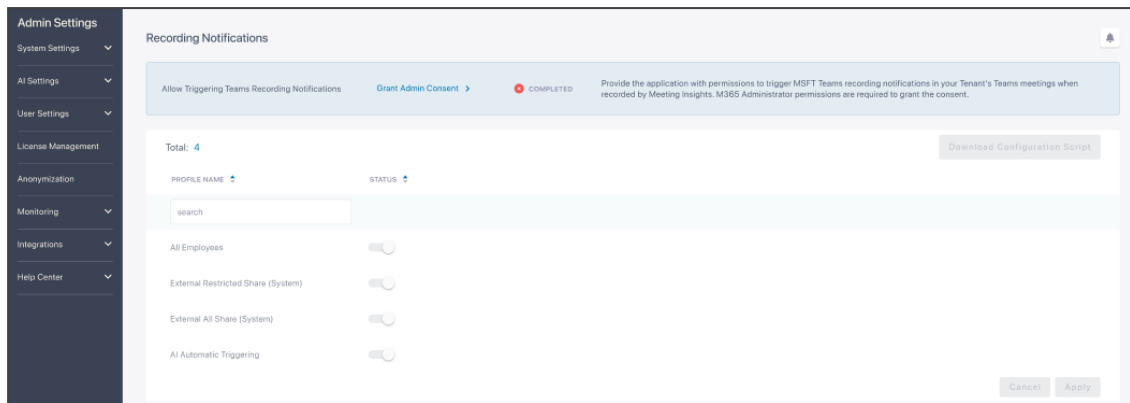 Admin Settings
System Settings
AI Settings
User Settings
License Management
Anonymization
Monitoring
Integrations
Help Center
Recording Notifications
Allow Triggering Teams Recording Notifications
Grant Admin Consent >
COMPLETED
Provide the application with permissions to trigger MSFT Teams recording notifications in your Tenant's Teams meetings when
recorded by Meeting Insights. M365 Administrator permissions are required to grant the consent.
Total: 4
Download Configuration Script
PROFILE NAME
STATUS
search
All Employees
External Restricted Share (System)
External All Share (System)
AI Automatic Triggering
Cancel
Apply